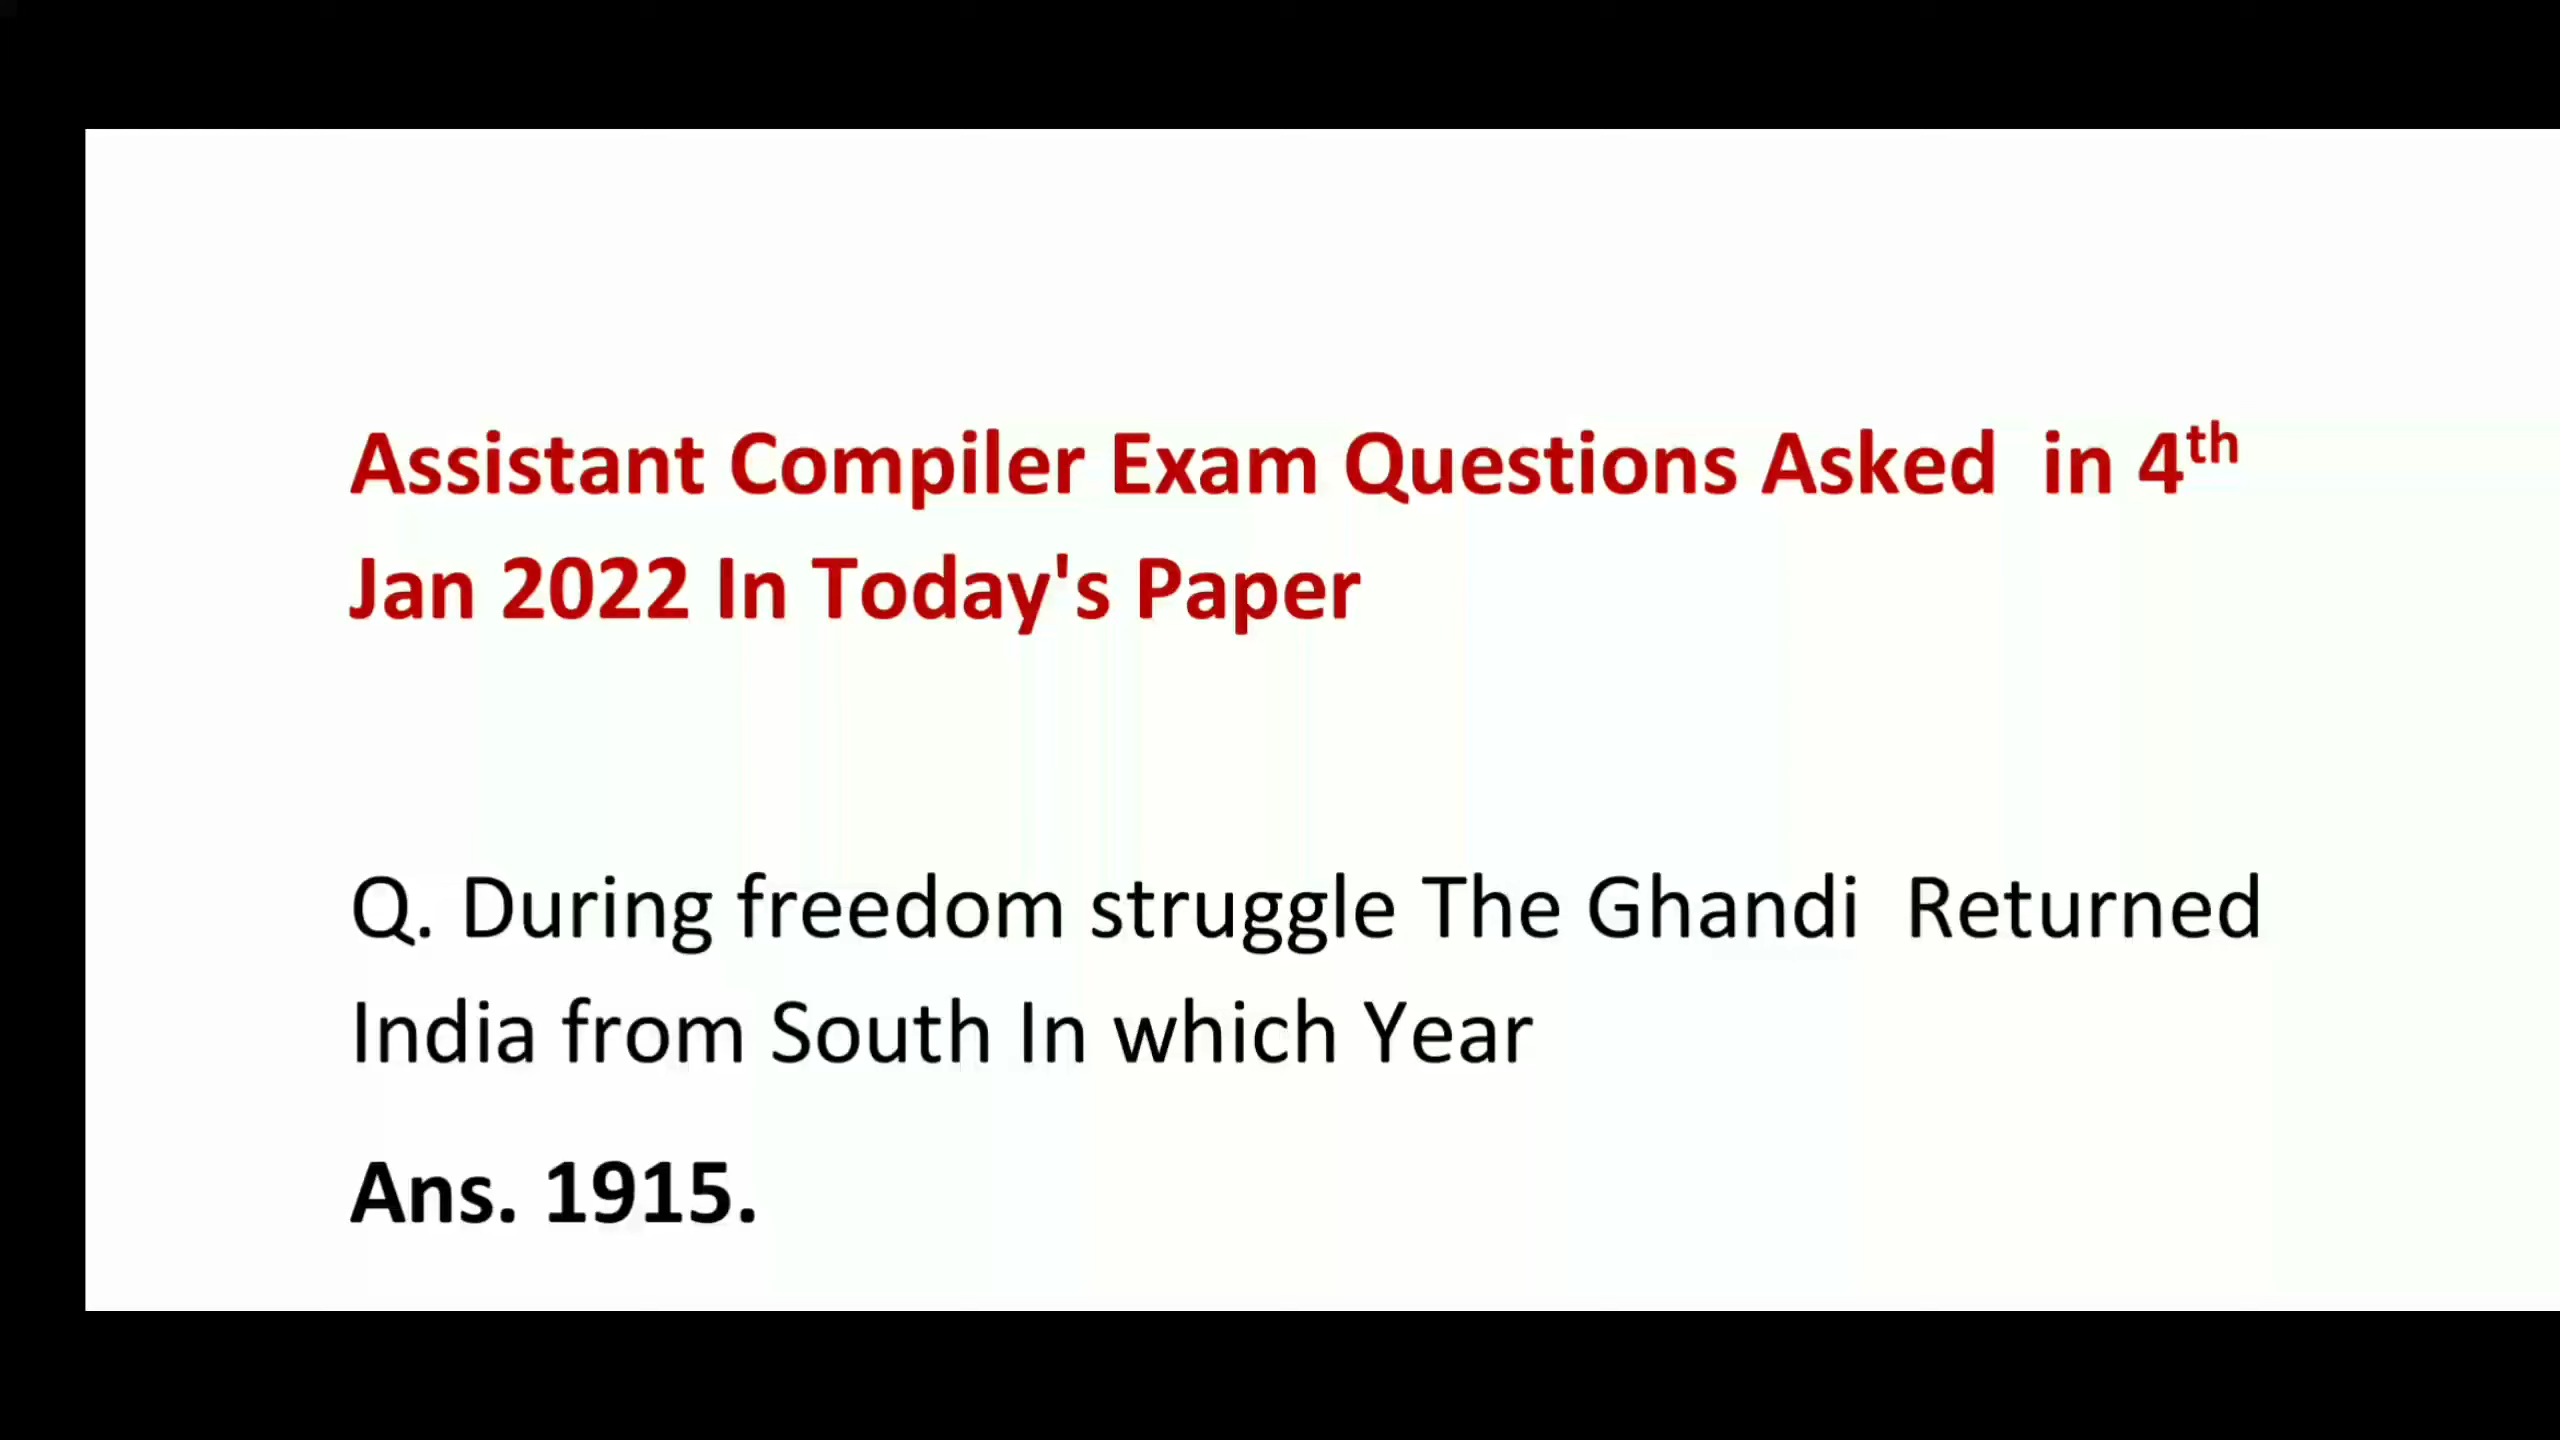 Assistant Compiler Exam Questions Asked  in 4th
Jan 2022 In Today's Paper
Q. During freedom struggle The Ghandi  Returned
India from South In which Year
Ans. 1915.